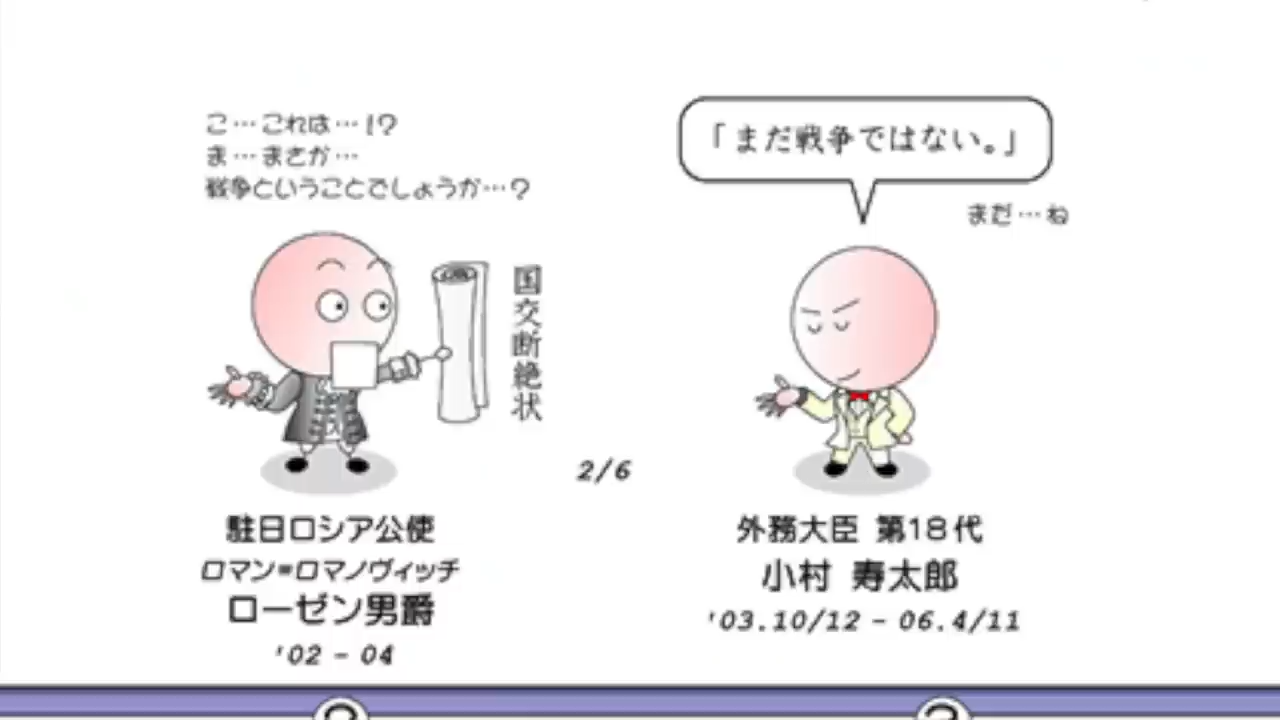 こ…これは…!?
ま…まさか…
戦争ということでしょうか…?
「まだ戦争ではない。」
まだ…ね
国交断絶状
2/6
駐日ロシア公使
ロマン=ロマノヴィッチ
ローゼン男爵
'02 - 04
外務大臣 第18代
小村 寿太郎
'03.10/12 - 06.4/11